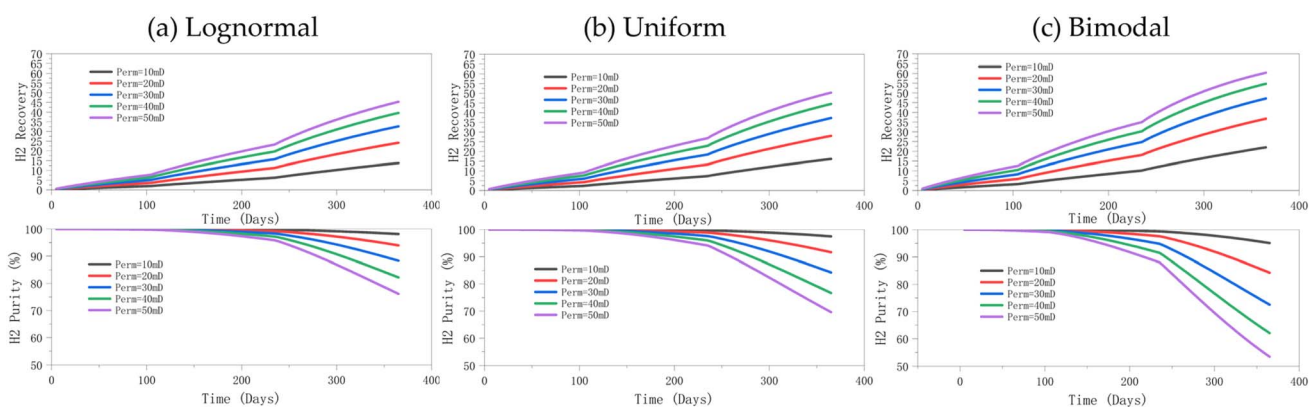 (a) Lognormal
(b) Uniform
(c) Bimodal
H2 Recovery
70
65
60
55
50
45
40
35
30
25
20
15
10
5
0
Perm=10mD
Perm=20mD
Perm=30mD
Perm=40mD
Perm=50mD
0 100 200 300 400
Time (Days)
H2 Recovery
70
65
60
55
50
45
40
35
30
25
20
15
10
5
0
Perm=10mD
Perm=20mD
Perm=30mD
Perm=40mD
Perm=50mD
0 100 200 300 400
Time (Days)
H2 Recovery
70
65
60
55
50
45
40
35
30
25
20
15
10
5
0
Perm=10mD
Perm=20mD
Perm=30mD
Perm=40mD
Perm=50mD
0 100 200 300 400
Time (Days)
H2 Purity (%)
100
90
80
70
60
50
Perm=10mD
Perm=20mD
Perm=30mD
Perm=40mD
Perm=50mD
0 100 200 300 400
Time (Days)
H2 Purity (%)
100
90
80
70
60
50
Perm=10mD
Perm=20mD
Perm=30mD
Perm=40mD
Perm=50mD
0 100 200 300 400
Time (Days)
H2 Purity (%)
100
90
80
70
60
50
Perm=10mD
Perm=20mD
Perm=30mD
Perm=40mD
Perm=50mD
0 100 200 300 400
Time (Days)